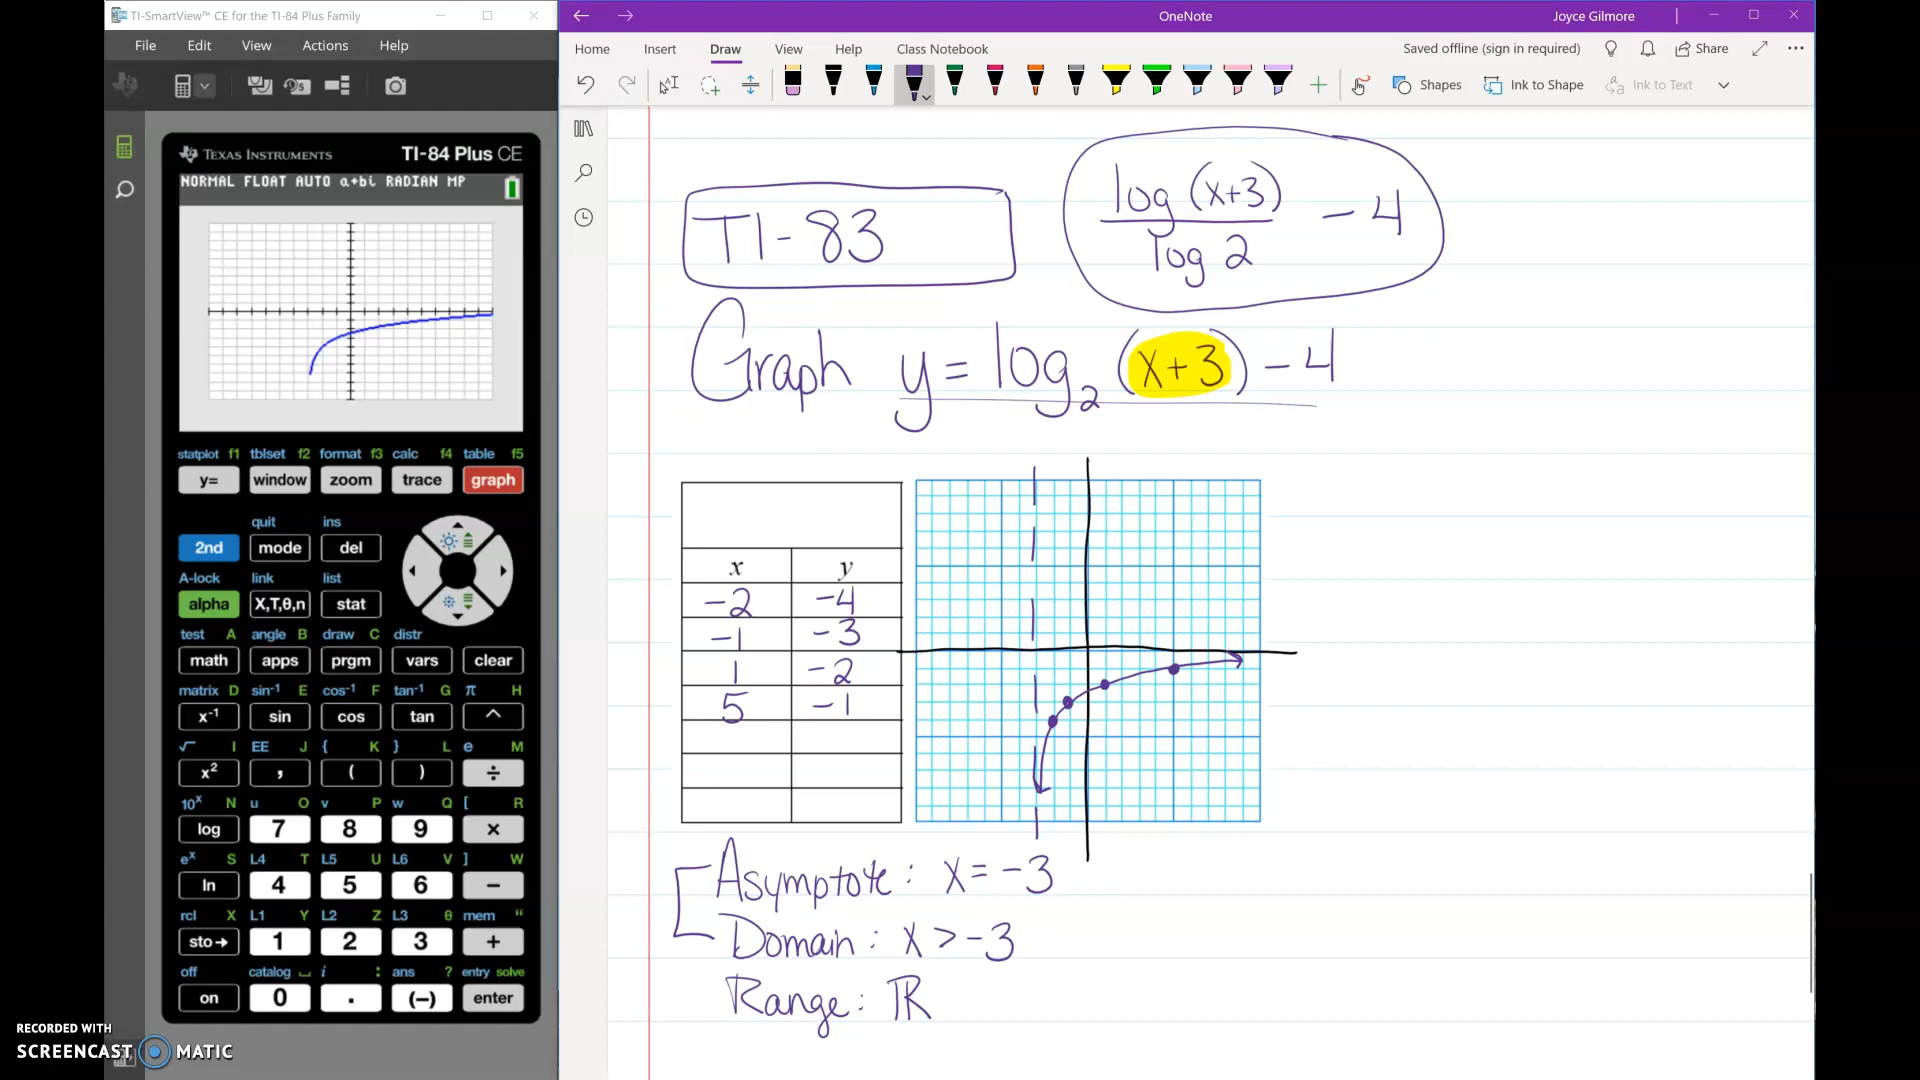 TI-SmartView™ CE for the TI-84 Plus Family
File Edit View Actions Help
TEXAS INSTRUMENTS TI-84 Plus CE
NORMAL FLOAT AUTO a+bi RADIAN MP
statplot f1 tblset f2 format f3 calc f4 table f5
y= window zoom trace graph
quit ins
2nd mode del
A-lock link list
alpha X,T,θ,n stat
test A angle B draw C distr
math apps prgm vars clear
matrix D sin⁻¹ E cos⁻¹ F tan⁻¹ G π H
x⁻¹ sin cos tan ^
√ I EE J { K } L e M
x² , ( ) ÷
10ˣ N u O v P w Q [ R
log 7 8 9 ×
eˣ S L4 T L5 U L6 V ] W
ln 4 5 6 −
rcl X L1 Y L2 Z L3 θ mem "
sto→ 1 2 3 +
off catalog ⎵ i : ans ? entry solve
on 0 . (−) enter
RECORDED WITH
SCREENCAST MATIC
OneNote Joyce Gilmore
Home Insert Draw View Help Class Notebook Saved offline (sign in required) Share
Shapes Ink to Shape Ink to Text
TI-83
log (x+3)
log 2
- 4
Graph y = log₂ (x+3) - 4
x y
-2 -4
-1 -3
1 -2
5 -1
Asymptote: x = -3
Domain: x > -3
Range: ℝ